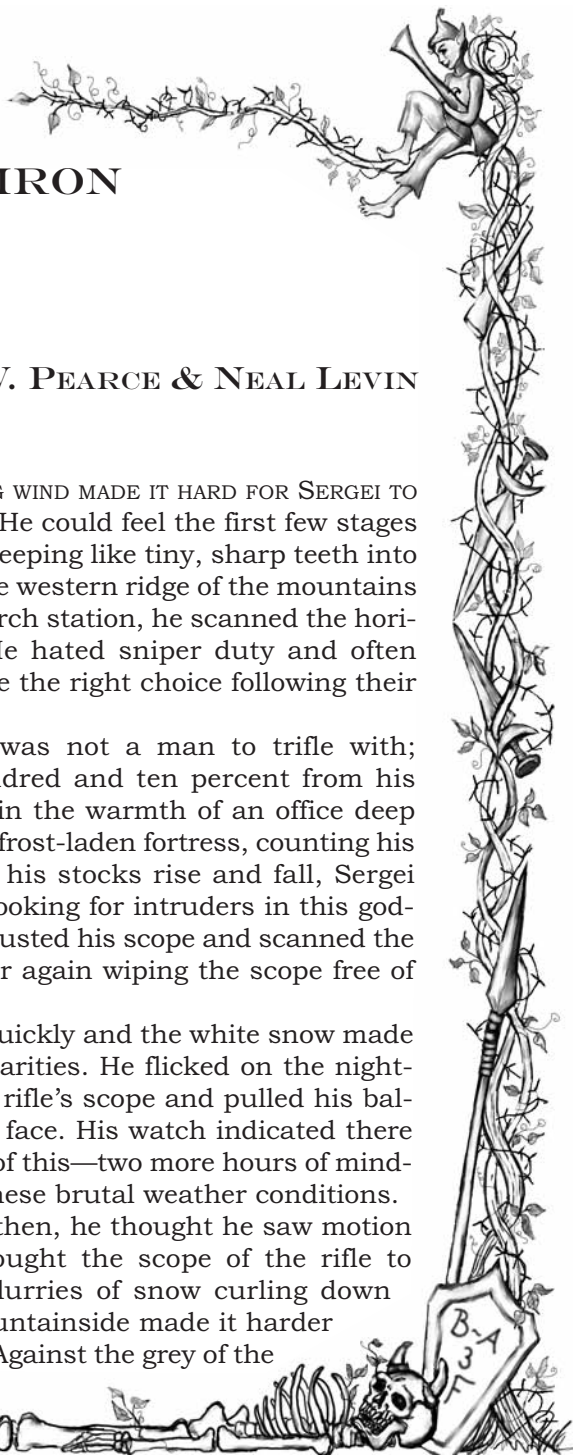 IRON
V. PEARCE & NEAL LEVIN
WIND MADE IT HARD FOR SERGEI TO
He could feel the first few stages
eeping like tiny, sharp teeth into
e western ridge of the mountains
rch station, he scanned the hori-
He hated sniper duty and often
e the right choice following their
was not a man to trifle with;
dred and ten percent from his
in the warmth of an office deep
frost-laden fortress, counting his
his stocks rise and fall, Sergei
ooking for intruders in this god-
usted his scope and scanned the
r again wiping the scope free of
uickly and the white snow made
arities. He flicked on the night-
rifle's scope and pulled his bal-
face. His watch indicated there
of this—two more hours of mind-
hese brutal weather conditions.
then, he thought he saw motion
ought the scope of the rifle to
lurries of snow curling down
untainside made it harder
Against the grey of the
B-A
3
F